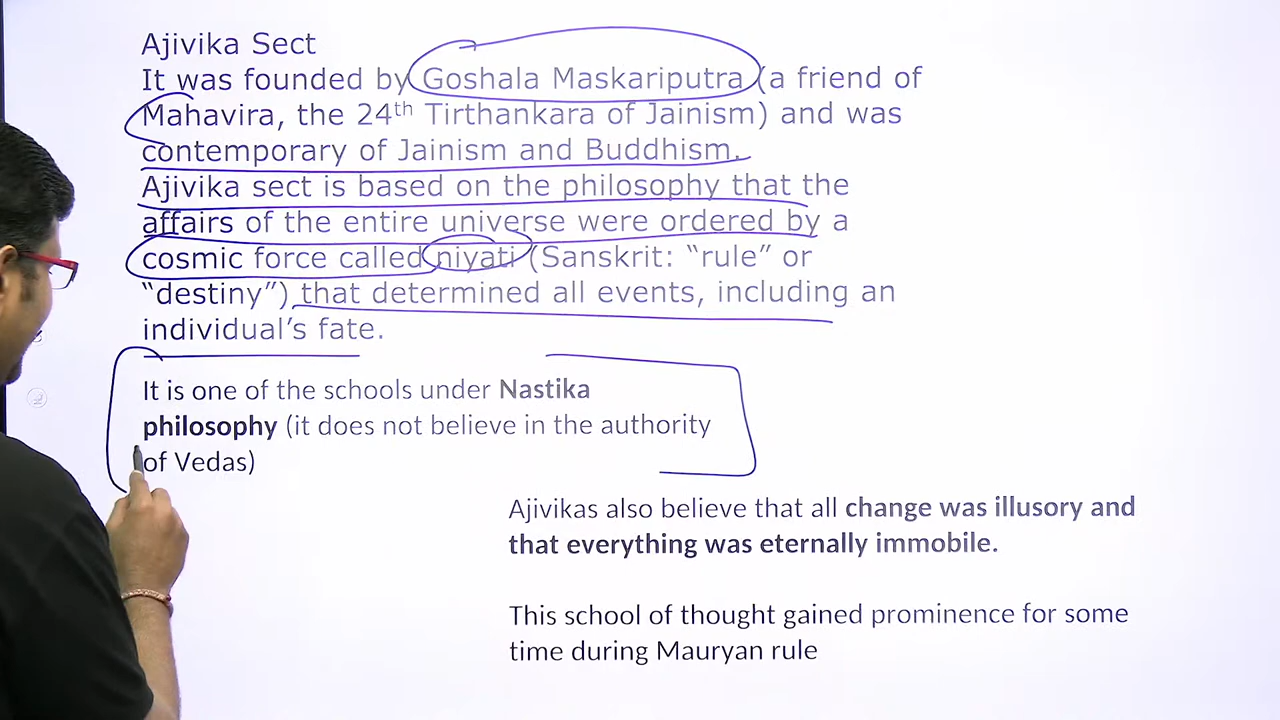 Ajivika Sect
It was founded by Goshala Maskariputra (a friend of
Mahavira, the 24th Tirthankara of Jainism) and was
contemporary of Jainism and Buddhism.
Ajivika sect is based on the philosophy that the
affairs of the entire universe were ordered by a
cosmic force called niyati (Sanskrit: “rule” or
“destiny”) that determined all events, including an
individual’s fate.
It is one of the schools under Nastika
philosophy (it does not believe in the authority
of Vedas)
Ajivikas also believe that all change was illusory and
that everything was eternally immobile.
This school of thought gained prominence for some
time during Mauryan rule